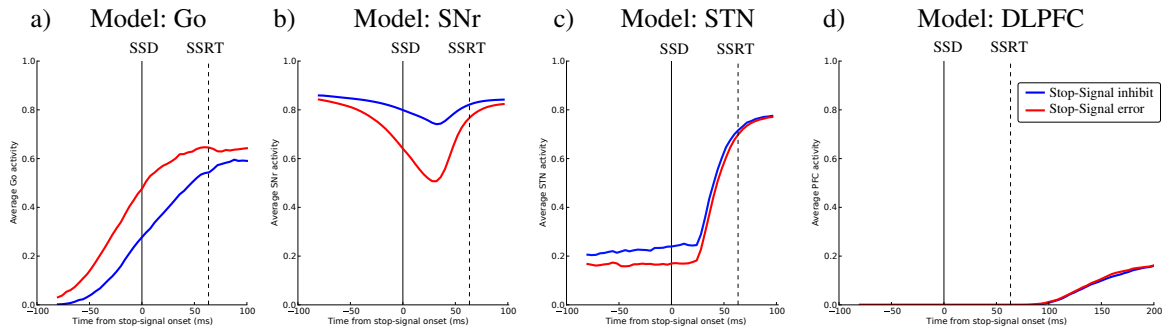 a) Model: Go
SSD SSRT
Average Go activity
1.0
0.8
0.6
0.4
0.2
0.0
−100 −50 0 50 100
Time from stop-signal onset (ms)
b) Model: SNr
SSD SSRT
Average SNr activity
1.0
0.8
0.6
0.4
0.2
0.0
−100 −50 0 50 100
Time from stop-signal onset (ms)
c) Model: STN
SSD SSRT
Average STN activity
1.0
0.8
0.6
0.4
0.2
0.0
−100 −50 0 50 100
Time from stop-signal onset (ms)
d) Model: DLPFC
SSD SSRT
Stop-Signal inhibit
Stop-Signal error
Average PFC activity
1.0
0.8
0.6
0.4
0.2
0.0
−100 −50 0 50 100 150 200
Time from stop-signal onset (ms)